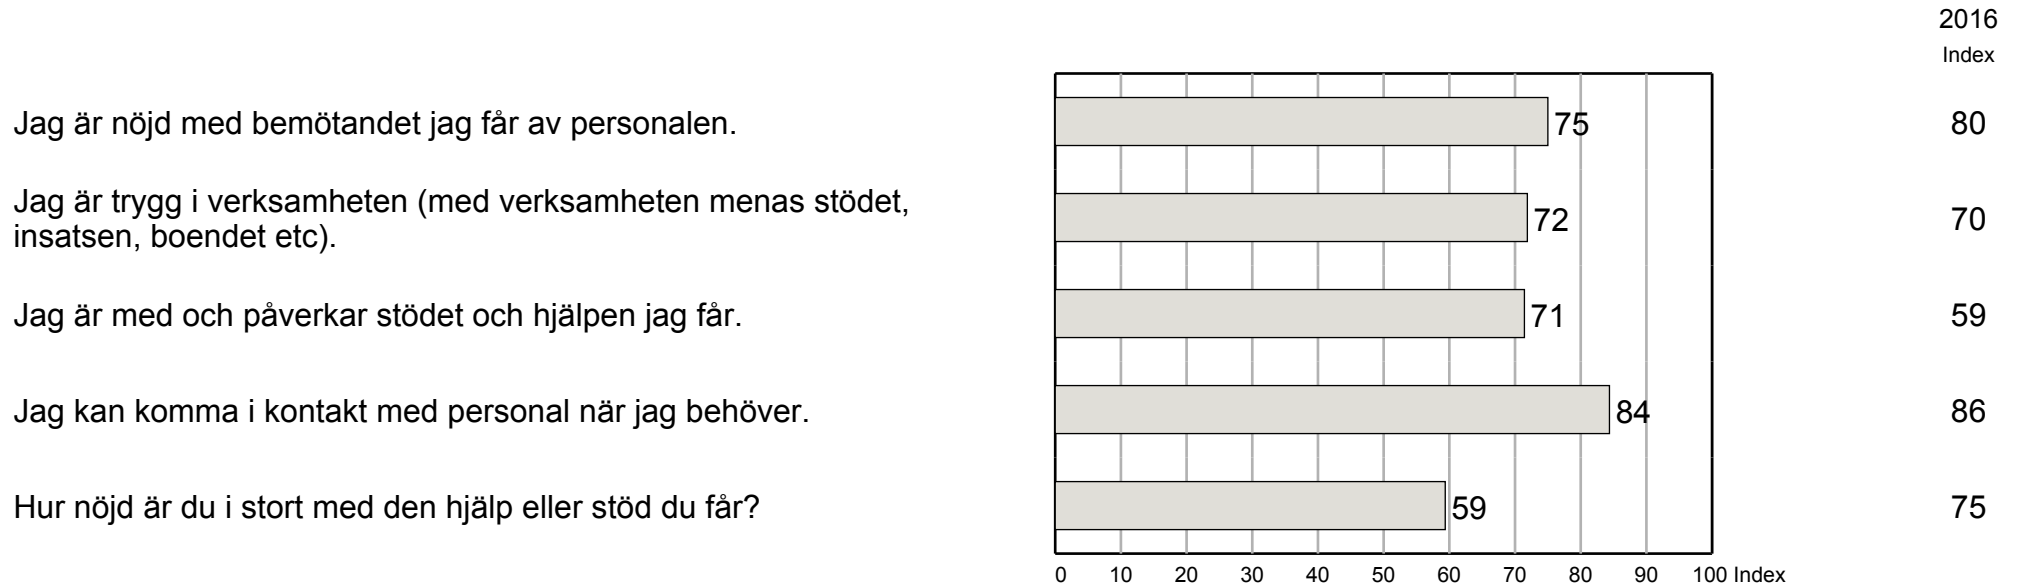 2016
Index
Jag är nöjd med bemötandet jag får av personalen.
75
80
Jag är trygg i verksamheten (med verksamheten menas stödet,
insatsen, boendet etc).
72
70
Jag är med och påverkar stödet och hjälpen jag får.
71
59
Jag kan komma i kontakt med personal när jag behöver.
84
86
Hur nöjd är du i stort med den hjälp eller stöd du får?
59
75
0 10 20 30 40 50 60 70 80 90 100 Index